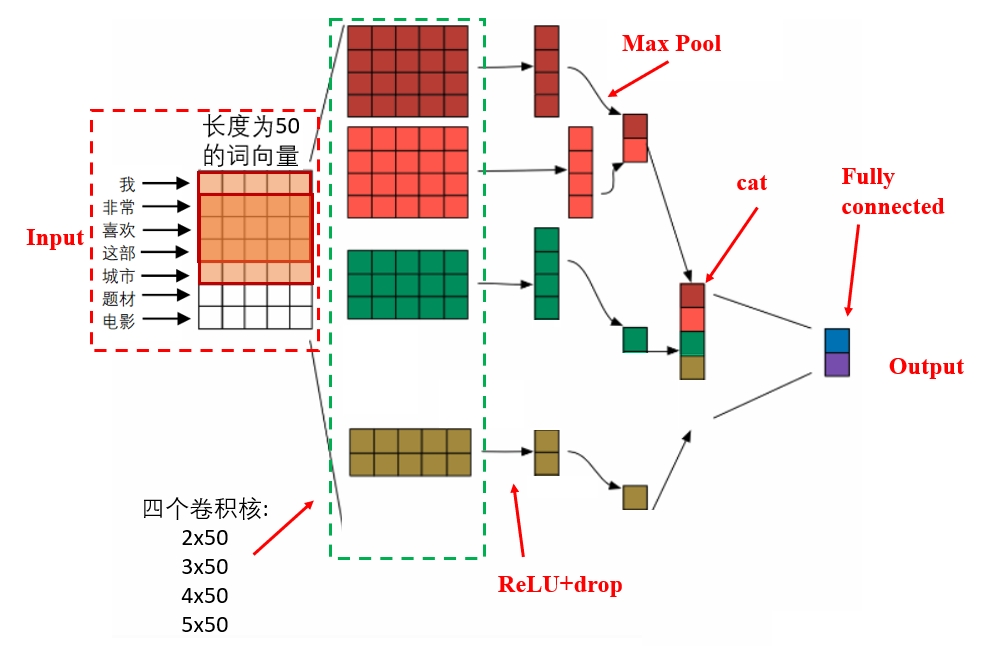 Max Pool
长度为50
的词向量
我
非常
喜欢
这部
城市
题材
电影
Input
cat
Fully
connected
Output
四个卷积核:
2x50
3x50
4x50
5x50
ReLU+drop